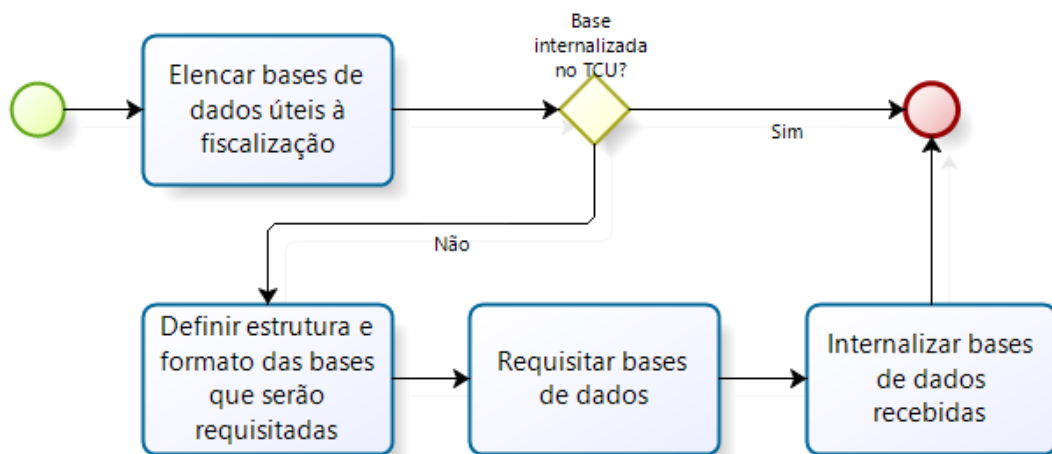 Base
internalizada
no TCU?
Elencar bases de
dados úteis à
fiscalização
Sim
Não
Definir estrutura e
formato das bases
que serão
requisitadas
Requisitar bases
de dados
Internalizar bases
de dados
recebidas